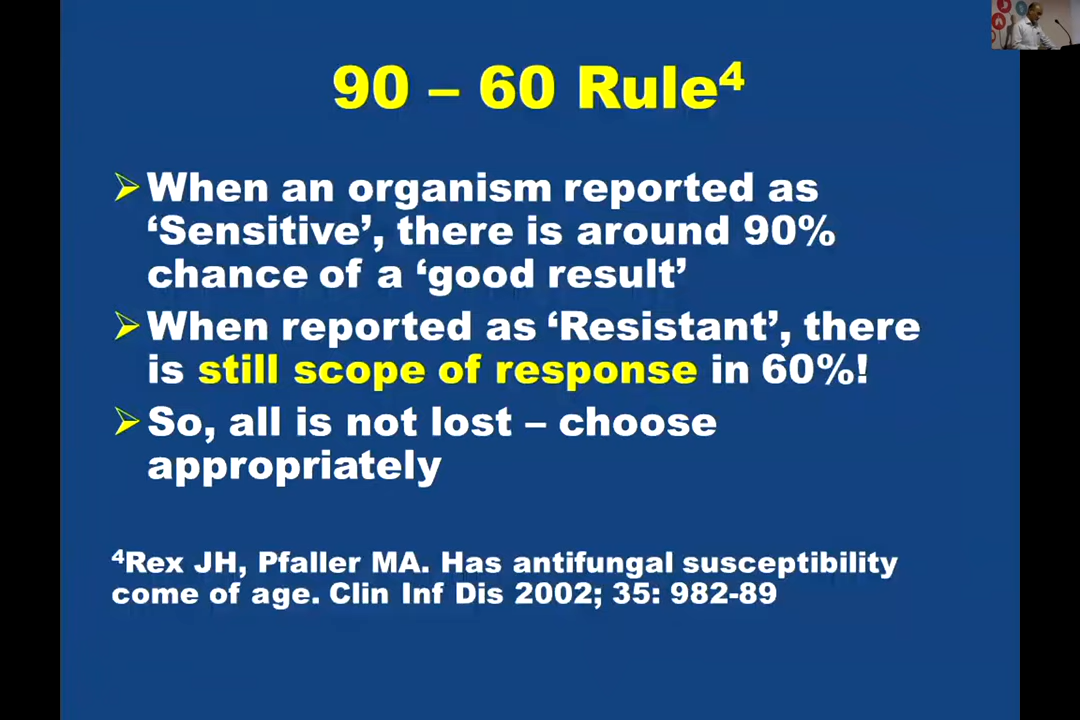 90 – 60 Rule⁴
➢When an organism reported as
‘Sensitive’, there is around 90%
chance of a ‘good result’
➢When reported as ‘Resistant’, there
is still scope of response in 60%!
➢So, all is not lost – choose
appropriately
⁴Rex JH, Pfaller MA. Has antifungal susceptibility
come of age. Clin Inf Dis 2002; 35: 982-89